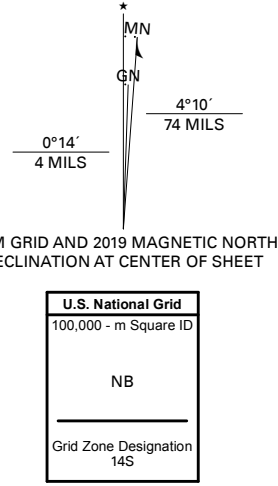 ★
MN
GN
4°10´
74 MILS
0°14´
4 MILS
M GRID AND 2019 MAGNETIC NORTH
ECLINATION AT CENTER OF SHEET
U.S. National Grid
100,000 - m Square ID
NB
Grid Zone Designation
14S